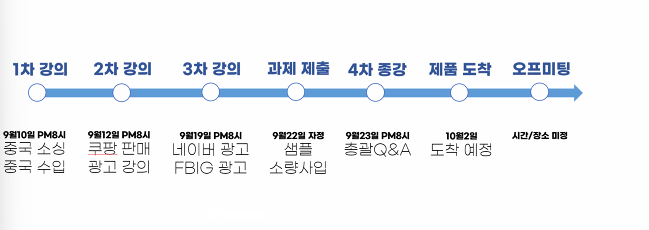 1차 강의 2차 강의 3차 강의 과제 제출 4차 종강 제품 도착 오프미팅
9월10일 PM8시 9월12일 PM8시 9월19일 PM8시 9월22일 자정 9월23일 PM8시 10월2일 시간/장소 미정
중국 소싱 쿠팡 판매 네이버 광고 샘플 총괄Q&A 도착 예정
중국 수입 광고 강의 FBIG 광고 소량사입